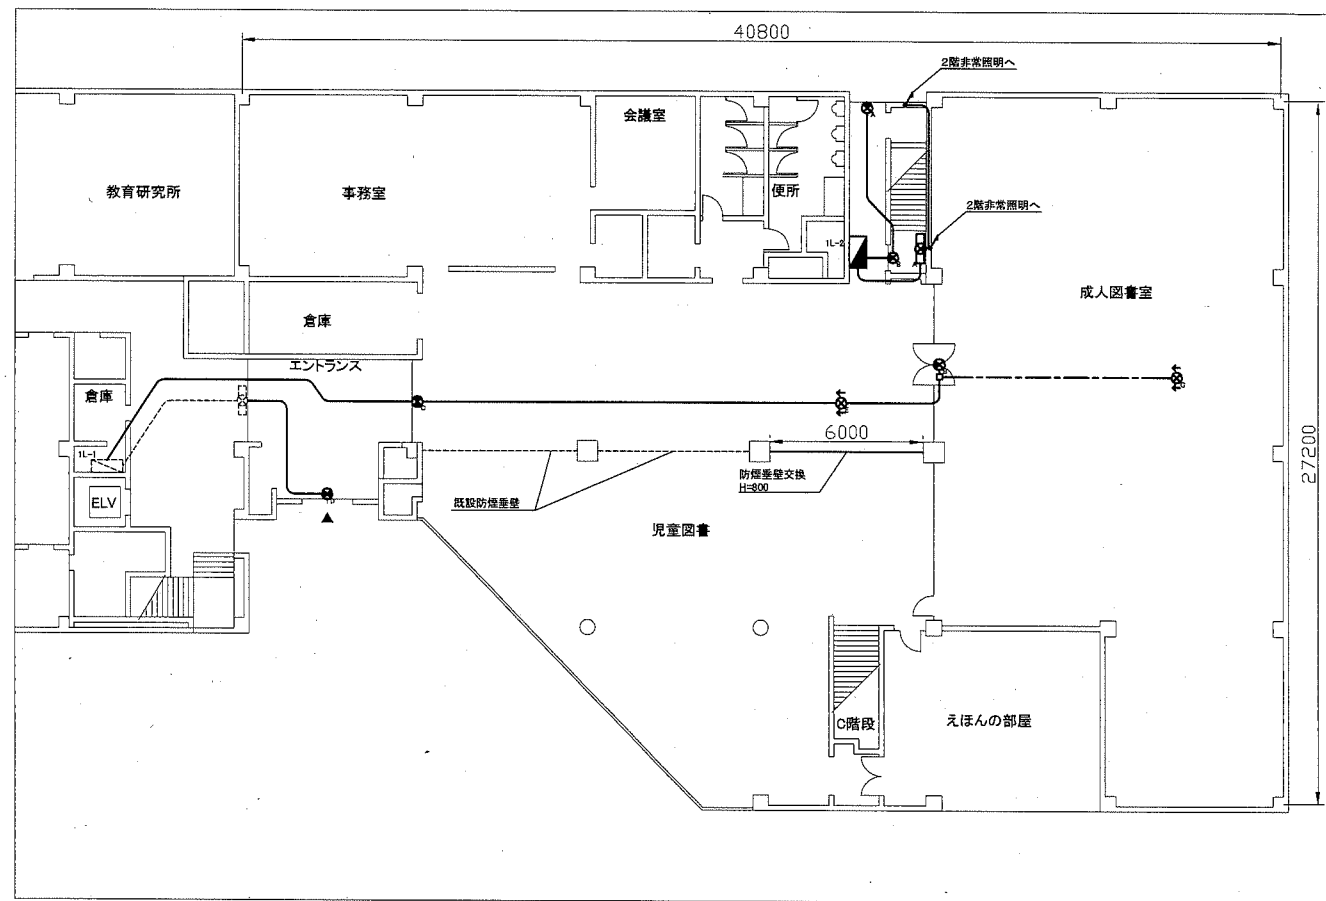 40800
2階非常照明へ
会議室
教育研究所
事務室
便所
2階非常照明へ
1L-2
成人図書室
倉庫
エントランス
倉庫
6000
27200
1L-1
防煙垂壁交換
H=800
ELV
既設防煙垂壁
児童図書
C階段
えほんの部屋